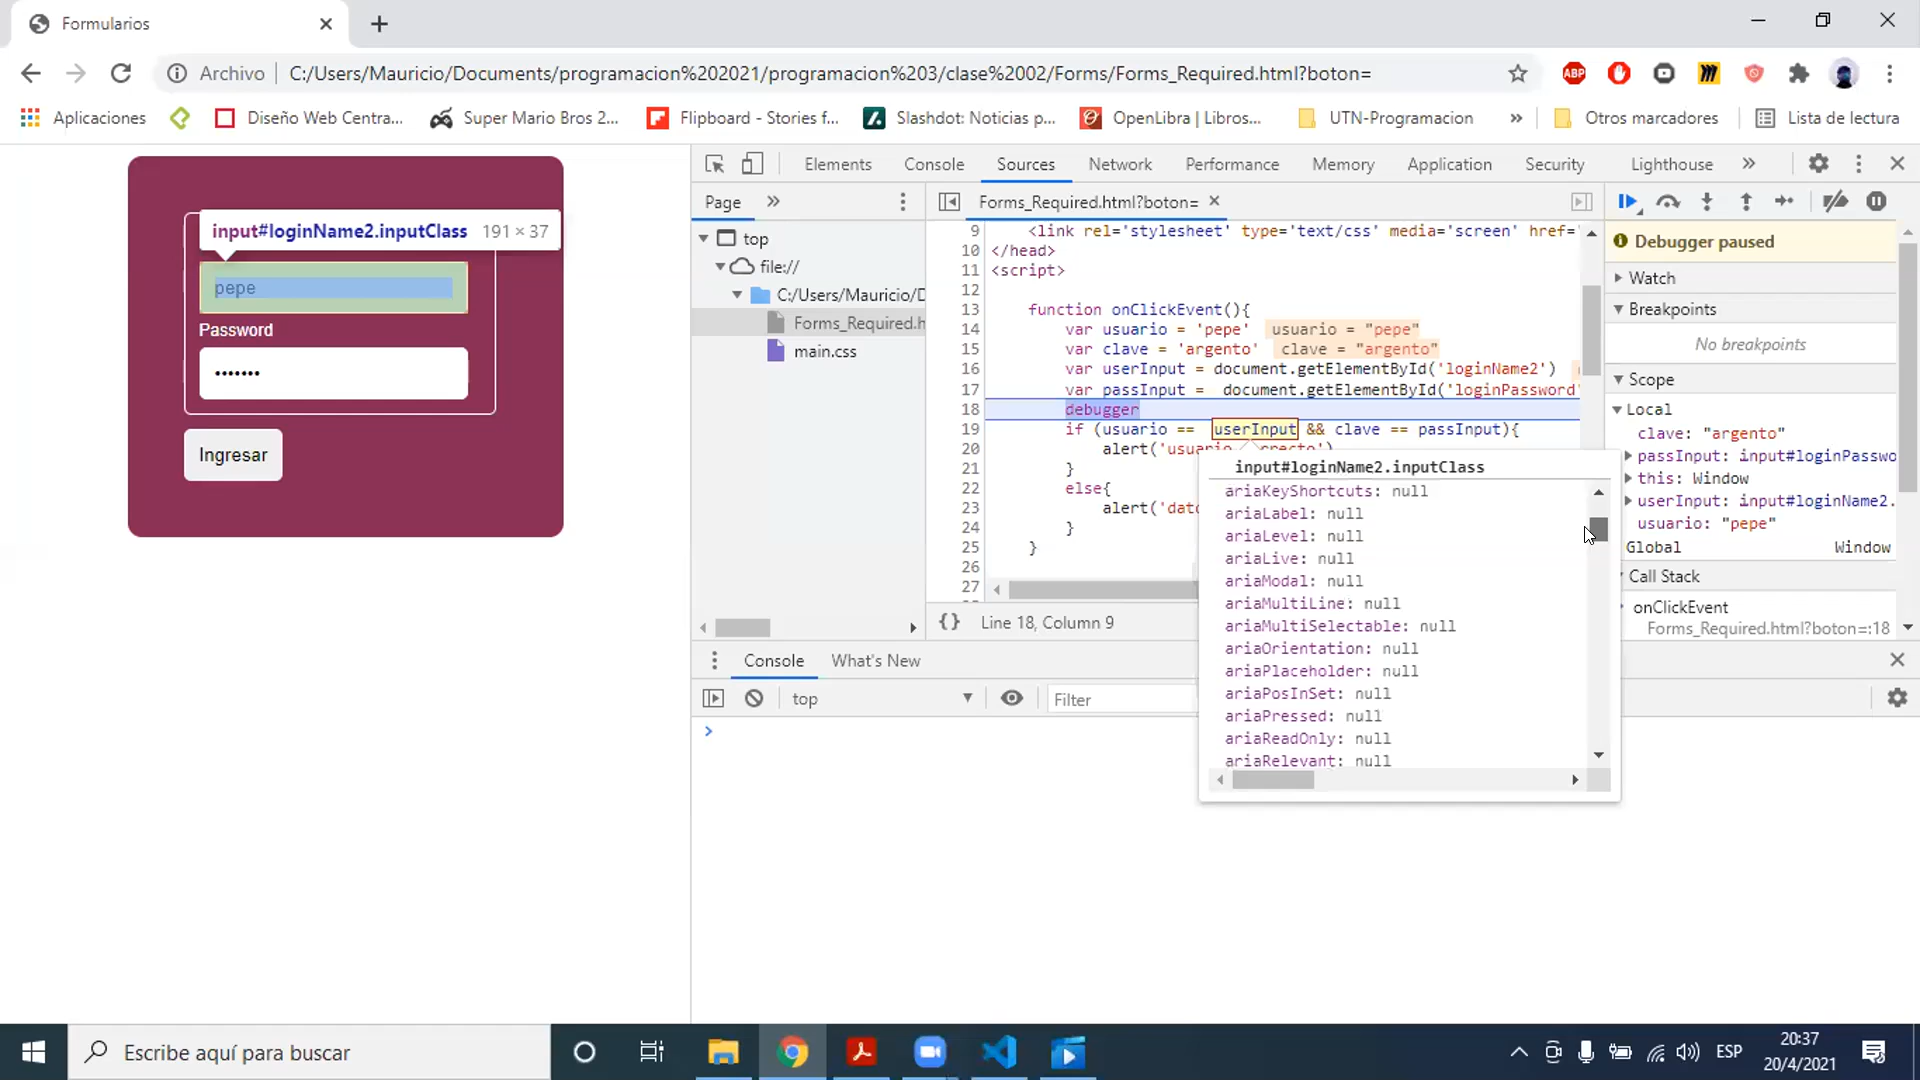 Formularios
Archivo C:/Users/Mauricio/Documents/programacion%202021/programacion%203/clase%2002/Forms/Forms_Required.html?boton=
ABP
Aplicaciones Diseño Web Centra... Super Mario Bros 2... Flipboard - Stories f... Slashdot: Noticias p... OpenLibra | Libros... UTN-Programacion » Otros marcadores Lista de lectura
input#loginName2.inputClass 191 × 37
pepe
Password
•••••••
Ingresar
Elements Console Sources Network Performance Memory Application Security Lighthouse »
Page »
top
file://
C:/Users/Mauricio/D
Forms_Required.h
main.css
Forms_Required.html?boton=
9 <link rel='stylesheet' type='text/css' media='screen' href='
10 </head>
11 <script>
12
13 function onClickEvent(){
14 var usuario = 'pepe' usuario = "pepe"
15 var clave = 'argento' clave = "argento"
16 var userInput = document.getElementById('loginName2')
17 var passInput = document.getElementById('loginPassword'
18 debugger
19 if (usuario == userInput && clave == passInput){
20 alert('usuario
21 }
22 else{
23 alert('dato
24 }
25 }
26
27
{} Line 18, Column 9
input#loginName2.inputClass
ariaKeyShortcuts: null
ariaLabel: null
ariaLevel: null
ariaLive: null
ariaModal: null
ariaMultiLine: null
ariaMultiSelectable: null
ariaOrientation: null
ariaPlaceholder: null
ariaPosInSet: null
ariaPressed: null
ariaReadOnly: null
ariaRelevant: null
Debugger paused
Watch
Breakpoints
No breakpoints
Scope
Local
clave: "argento"
passInput: input#loginPasswo
this: Window
userInput: input#loginName2.
usuario: "pepe"
Global Window
Call Stack
onClickEvent
Forms_Required.html?boton=:18
Console What's New
top Filter
Escribe aquí para buscar
ESP
20:37
20/4/2021